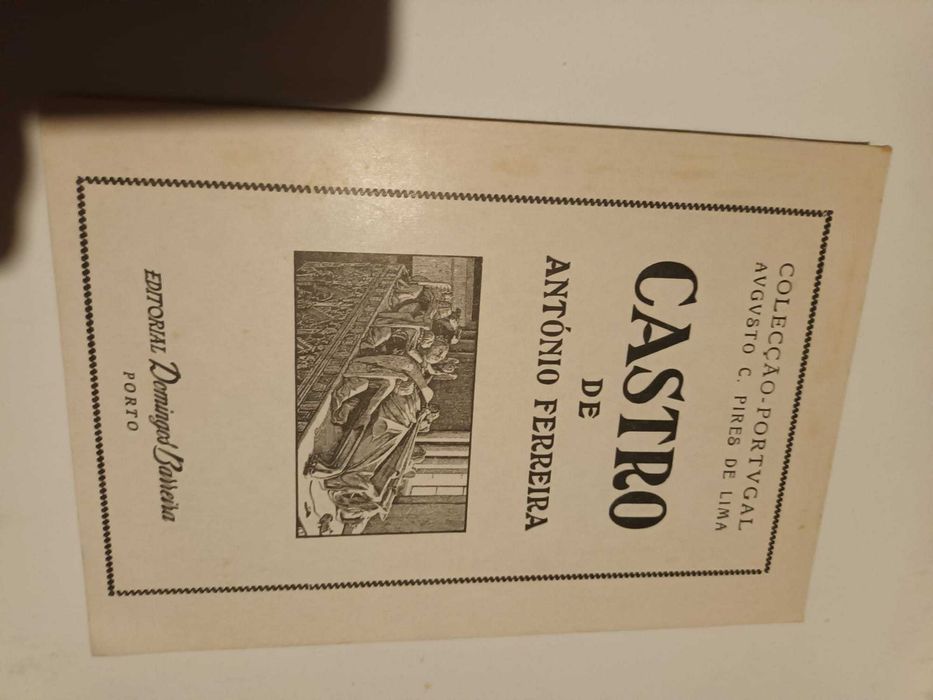 COLECÇÃO-PORTVGAL
AVGVSTO C. PIRES DE LIMA
CASTRO
DE
ANTÓNIO FERREIRA
EDITORIAL Domingos Barreira
PORTO